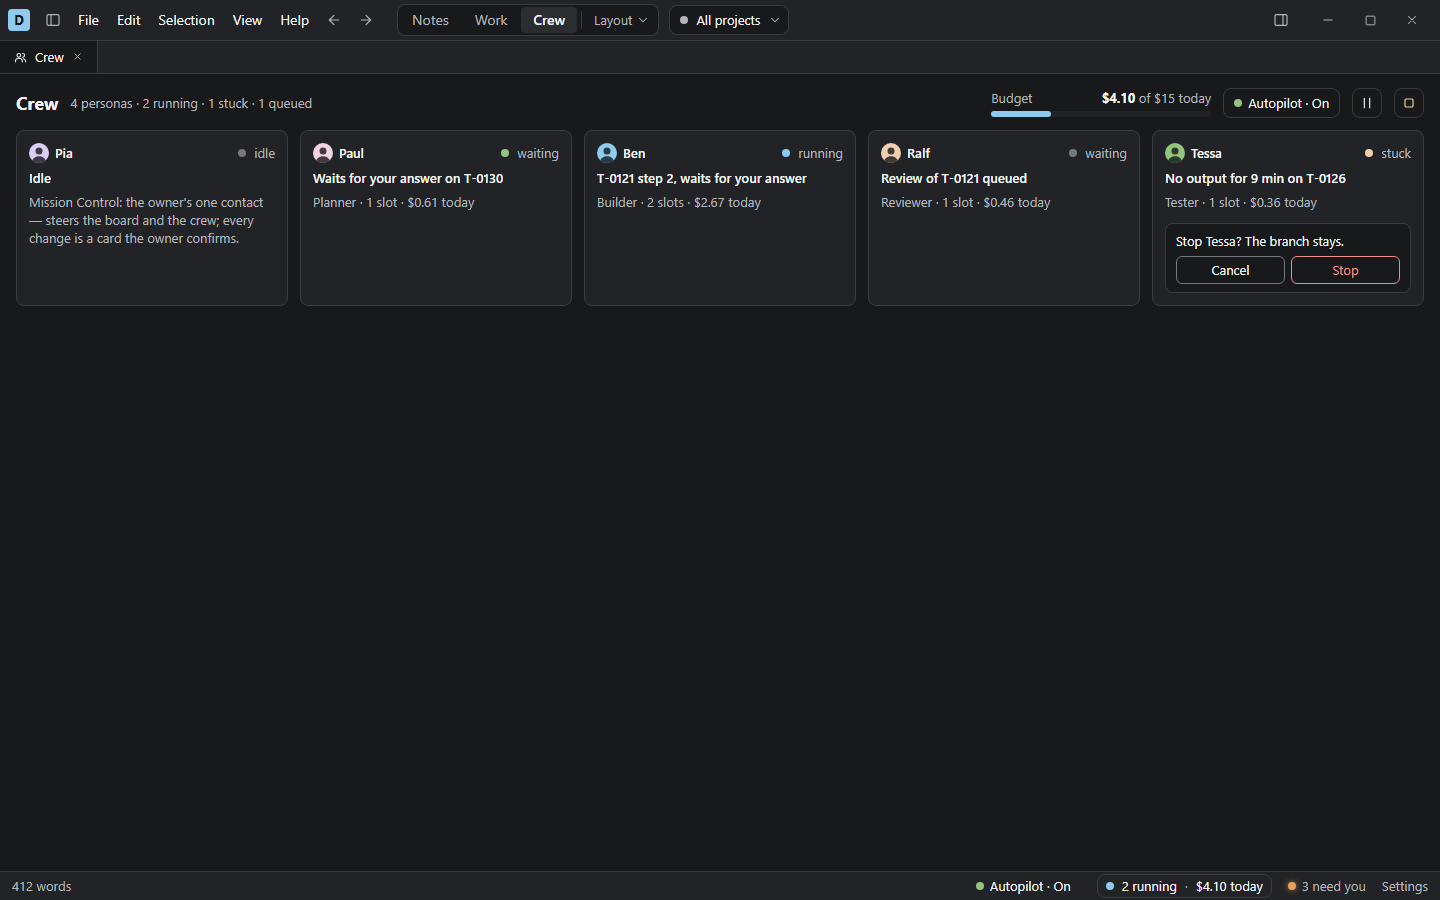 D File Edit Selection View Help Notes Work Crew Layout All projects
Crew
Crew 4 personas · 2 running · 1 stuck · 1 queued
Budget $4.10 of $15 today
Autopilot · On
Pia idle
Idle
Mission Control: the owner's one contact
— steers the board and the crew; every
change is a card the owner confirms.
Paul waiting
Waits for your answer on T-0130
Planner · 1 slot · $0.61 today
Ben running
T-0121 step 2, waits for your answer
Builder · 2 slots · $2.67 today
Ralf waiting
Review of T-0121 queued
Reviewer · 1 slot · $0.46 today
Tessa stuck
No output for 9 min on T-0126
Tester · 1 slot · $0.36 today
Stop Tessa? The branch stays.
Cancel Stop
412 words Autopilot · On 2 running · $4.10 today 3 need you Settings